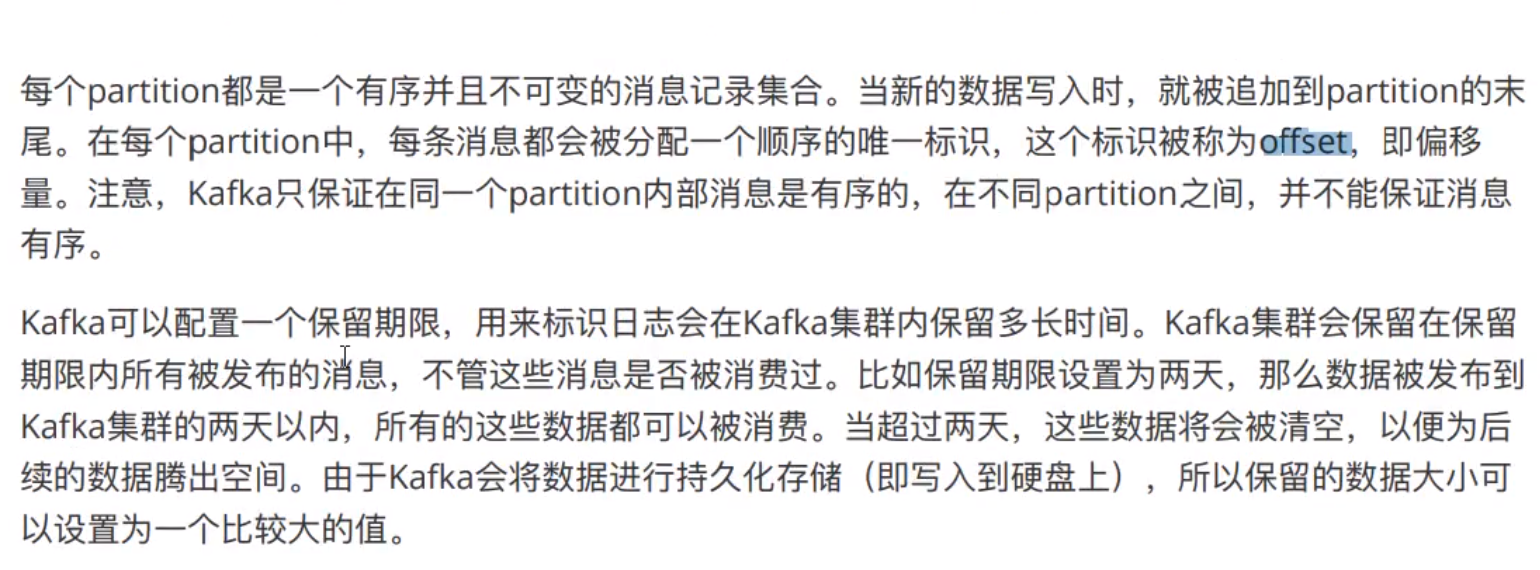 每个partition都是一个有序并且不可变的消息记录集合。当新的数据写入时，就被追加到partition的末
尾。在每个partition中，每条消息都会被分配一个顺序的唯一标识，这个标识被称为offset，即偏移
量。注意，Kafka只保证在同一个partition内部消息是有序的，在不同partition之间，并不能保证消息
有序。
Kafka可以配置一个保留期限，用来标识日志会在Kafka集群内保留多长时间。Kafka集群会保留在保留
期限内所有被发布的消息，不管这些消息是否被消费过。比如保留期限设置为两天，那么数据被发布到
Kafka集群的两天以内，所有的这些数据都可以被消费。当超过两天，这些数据将会被清空，以便为后
续的数据腾出空间。由于Kafka会将数据进行持久化存储（即写入到硬盘上），所以保留的数据大小可
以设置为一个比较大的值。